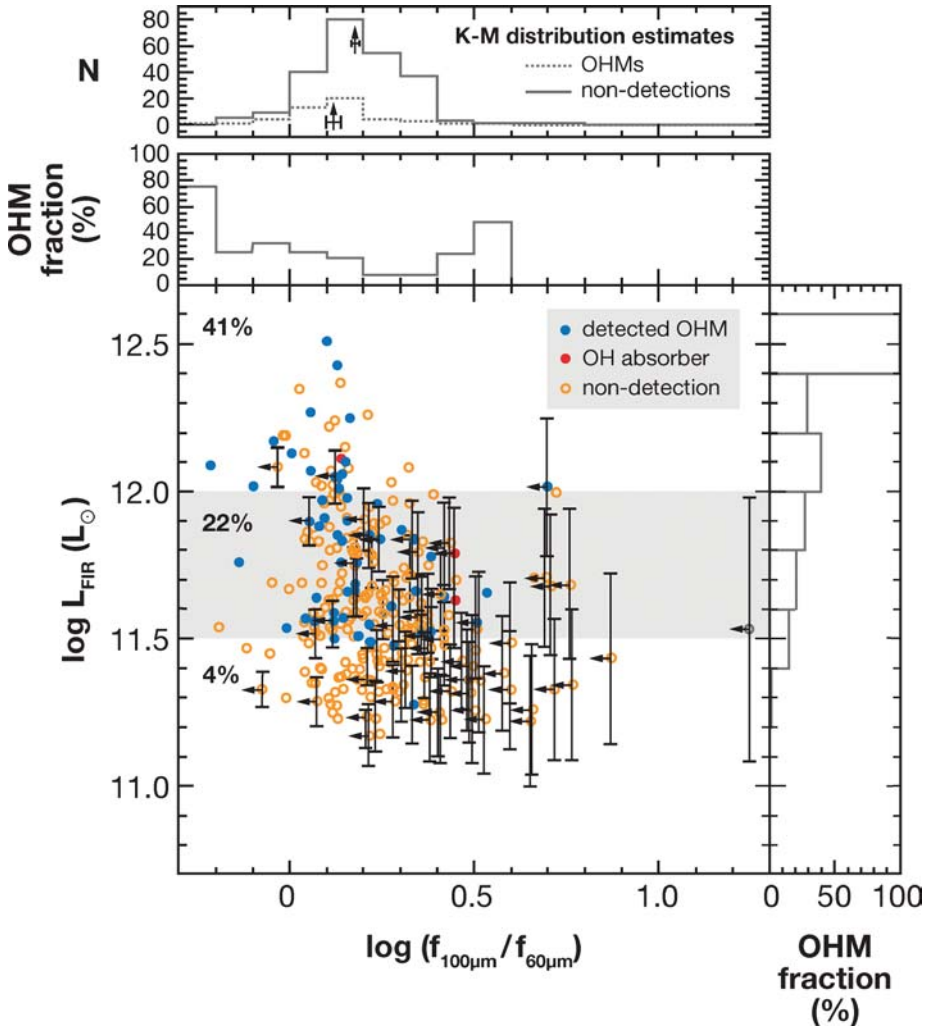 80
60
40
20
0
N
K-M distribution estimates
OHMs
non-detections
100
80
60
40
20
0
OHM
fraction
(%)
41%
22%
4%
detected OHM
OH absorber
non-detection
12.5
12.0
11.5
11.0
log L_FIR (L_⊙)
0 0.5 1.0
log (f_100μm / f_60μm)
0 50 100
OHM
fraction
(%)